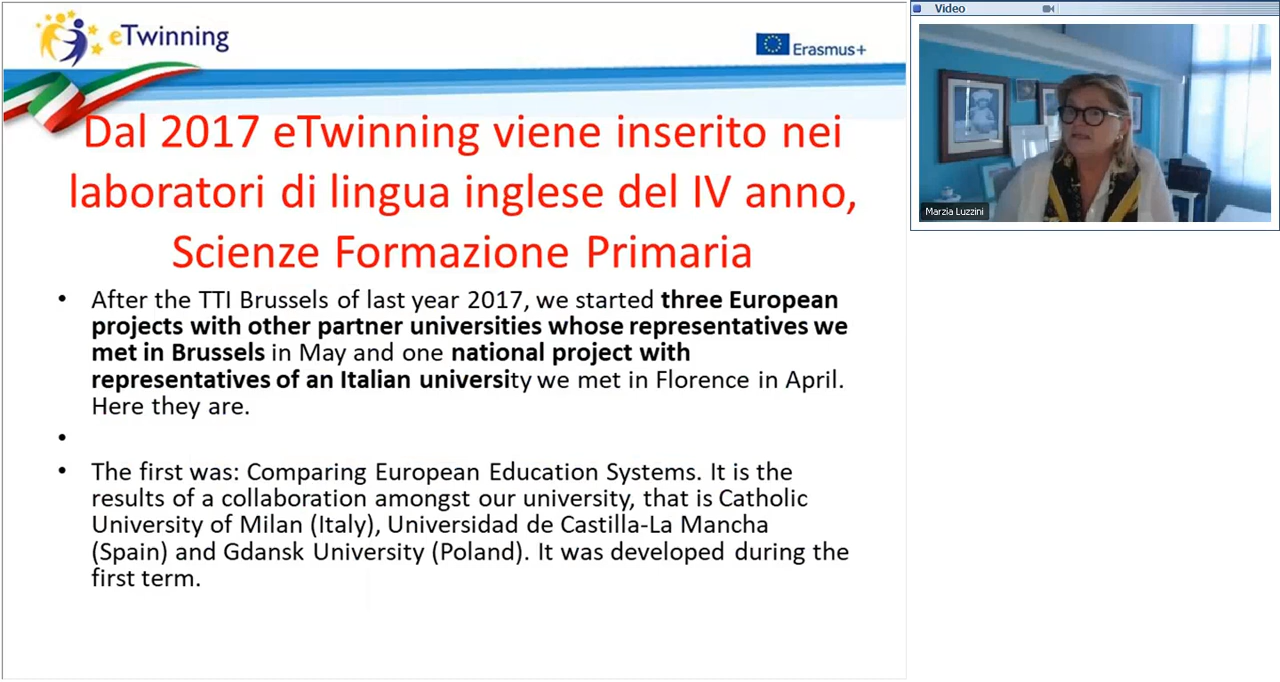 eTwinning
Erasmus+
Dal 2017 eTwinning viene inserito nei
laboratori di lingua inglese del IV anno,
Scienze Formazione Primaria
• After the TTI Brussels of last year 2017, we started three European
projects with other partner universities whose representatives we
met in Brussels in May and one national project with
representatives of an Italian university we met in Florence in April.
Here they are.
•
• The first was: Comparing European Education Systems. It is the
results of a collaboration amongst our university, that is Catholic
University of Milan (Italy), Universidad de Castilla-La Mancha
(Spain) and Gdansk University (Poland). It was developed during the
first term.
Video
Marzia Luzzini